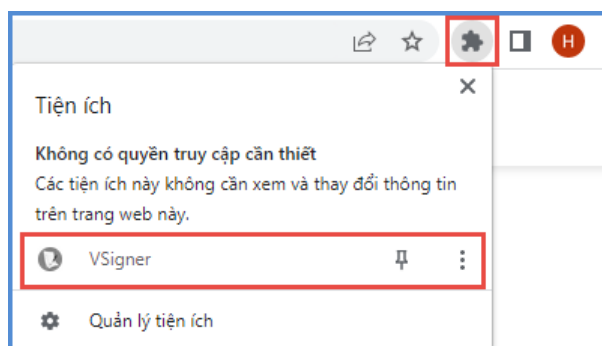 H
Tiện ích
Không có quyền truy cập cần thiết
Các tiện ích này không cần xem và thay đổi thông tin
trên trang web này.
VSigner
Quản lý tiện ích